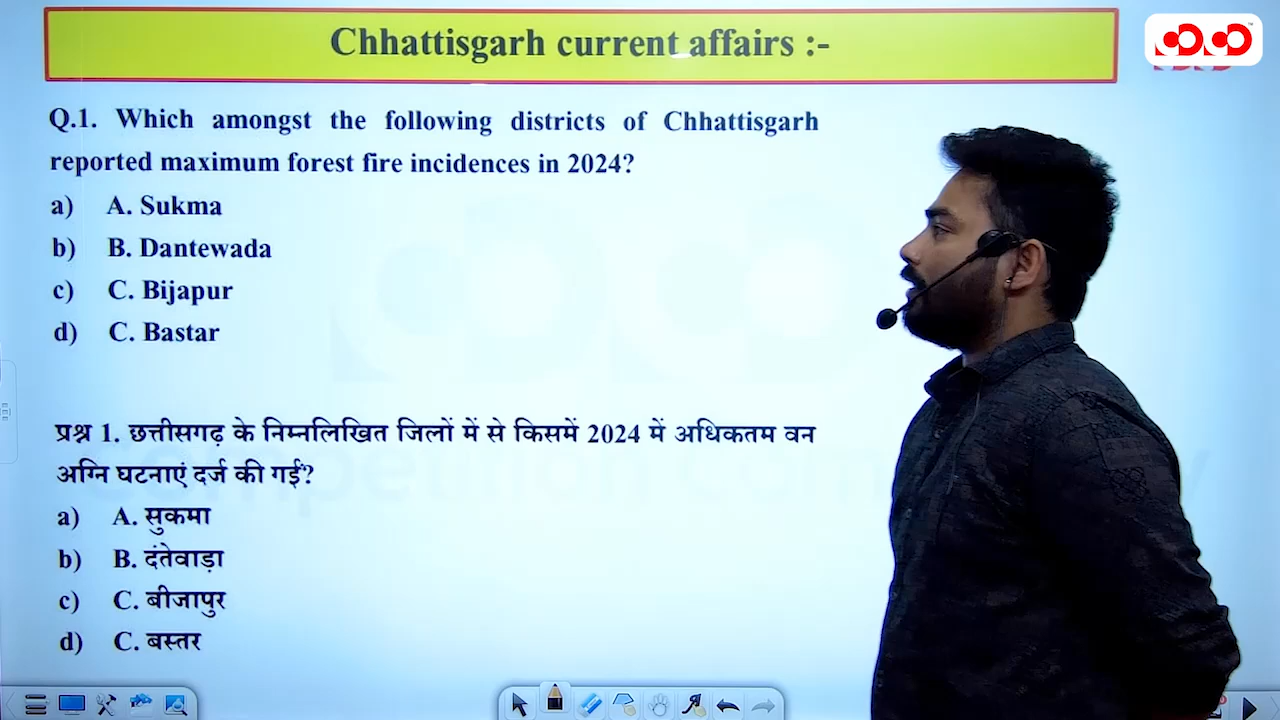 Chhattisgarh current affairs :-
Q.1. Which amongst the following districts of Chhattisgarh
reported maximum forest fire incidences in 2024?
a) A. Sukma
b) B. Dantewada
c) C. Bijapur
d) C. Bastar
प्रश्न 1. छत्तीसगढ़ के निम्नलिखित जिलों में से किसमें 2024 में अधिकतम वन
अग्नि घटनाएं दर्ज की गईं?
a) A. सुकमा
b) B. दंतेवाड़ा
c) C. बीजापुर
d) C. बस्तर